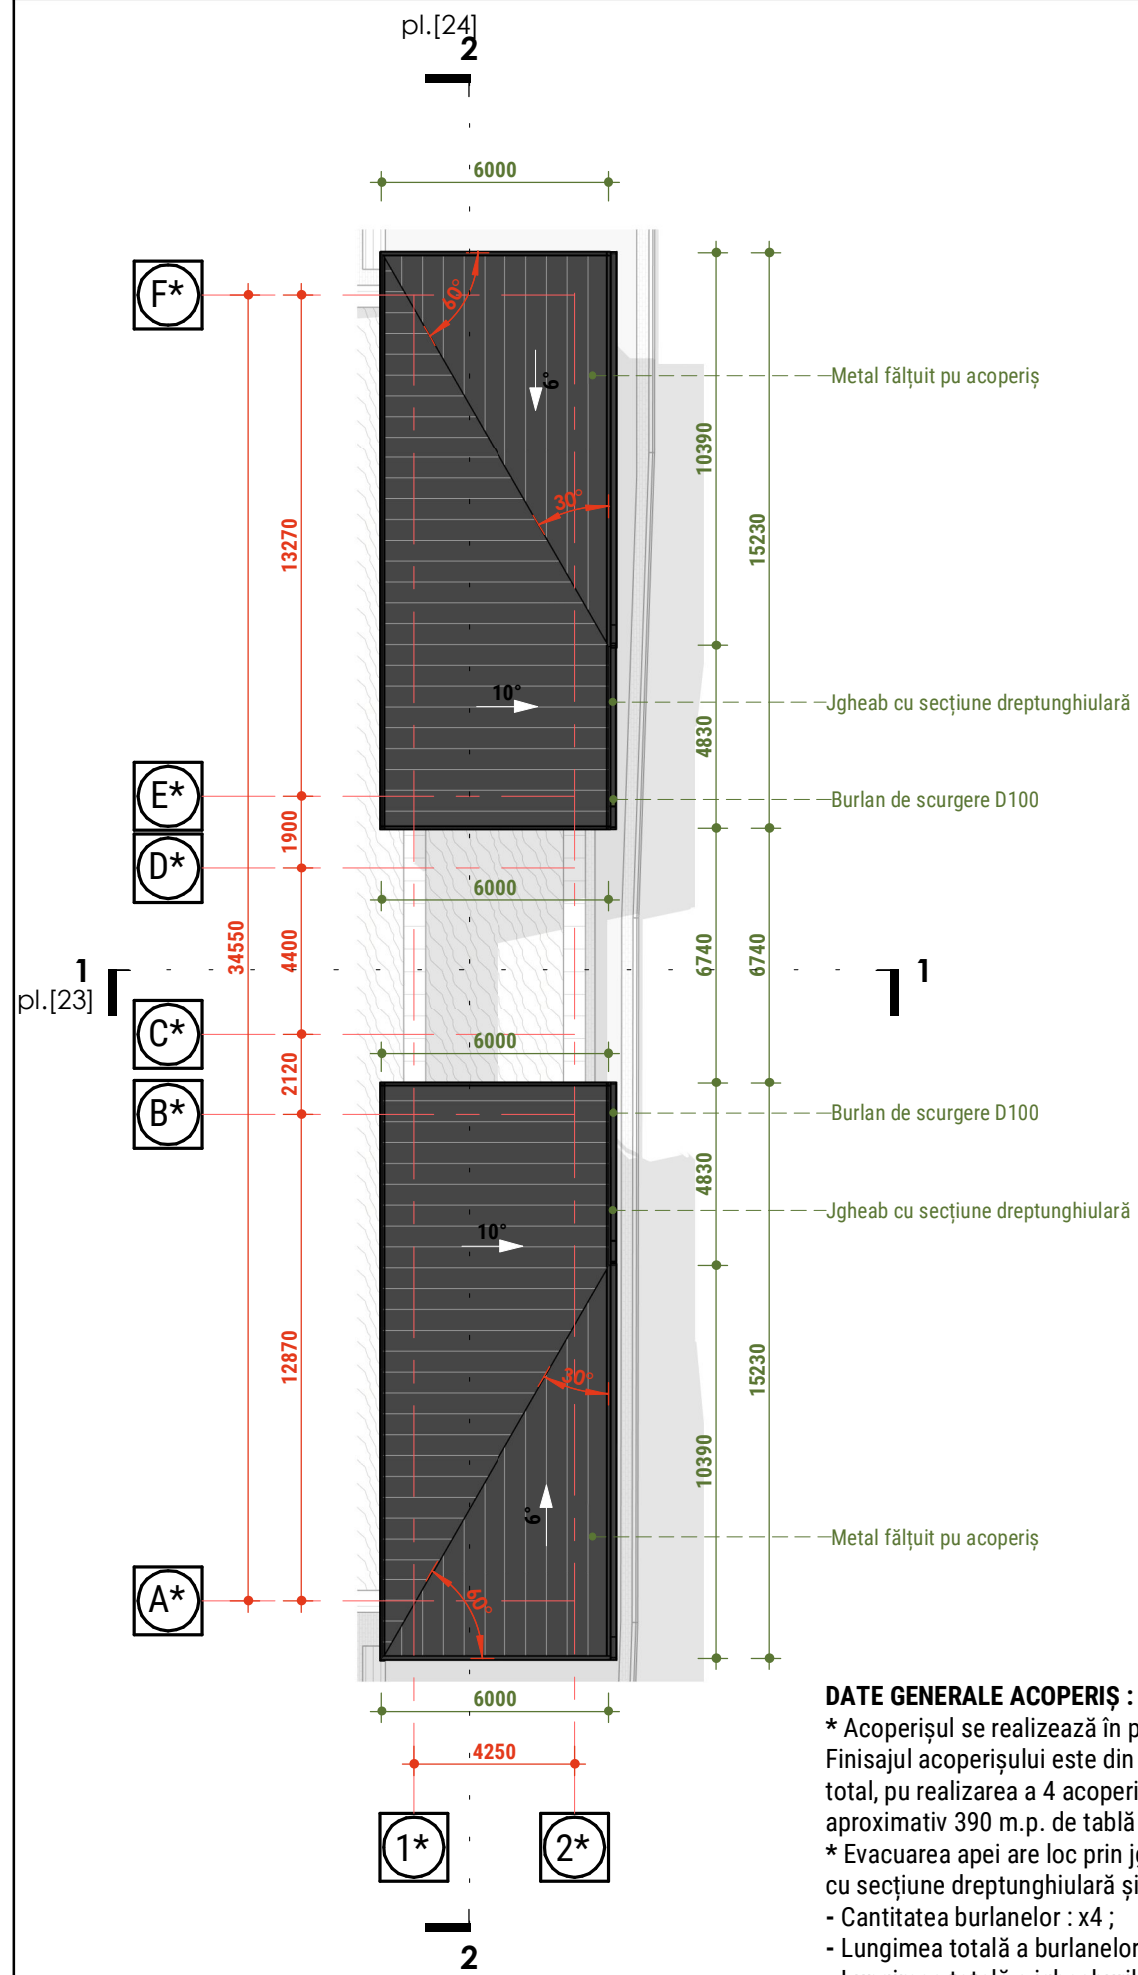 pl.[24]
2
6000
F*
60°
6°
Metal fălțuit pu acoperiș
10390
30°
13270
15230
10°
Jgheab cu secțiune dreptunghiulară
4830
E*
Burlan de scurgere D100
1900
D*
6000
34550
4400
6740
6740
1
1
pl.[23]
C*
6000
2120
B*
Burlan de scurgere D100
4830
Jgheab cu secțiune dreptunghiulară
10°
12870
15230
30°
10390
6°
Metal fălțuit pu acoperiș
A*
60°
6000
4250
1*
2*
2
DATE GENERALE ACOPERIȘ :
* Acoperișul se realizează în p
Finisajul acoperișului este din
total, pu realizarea a 4 acoperi
aproximativ 390 m.p. de tablă
* Evacuarea apei are loc prin jg
cu secțiune dreptunghiulară și
- Cantitatea burlanelor : x4 ;
- Lungimea totală a burlanelor